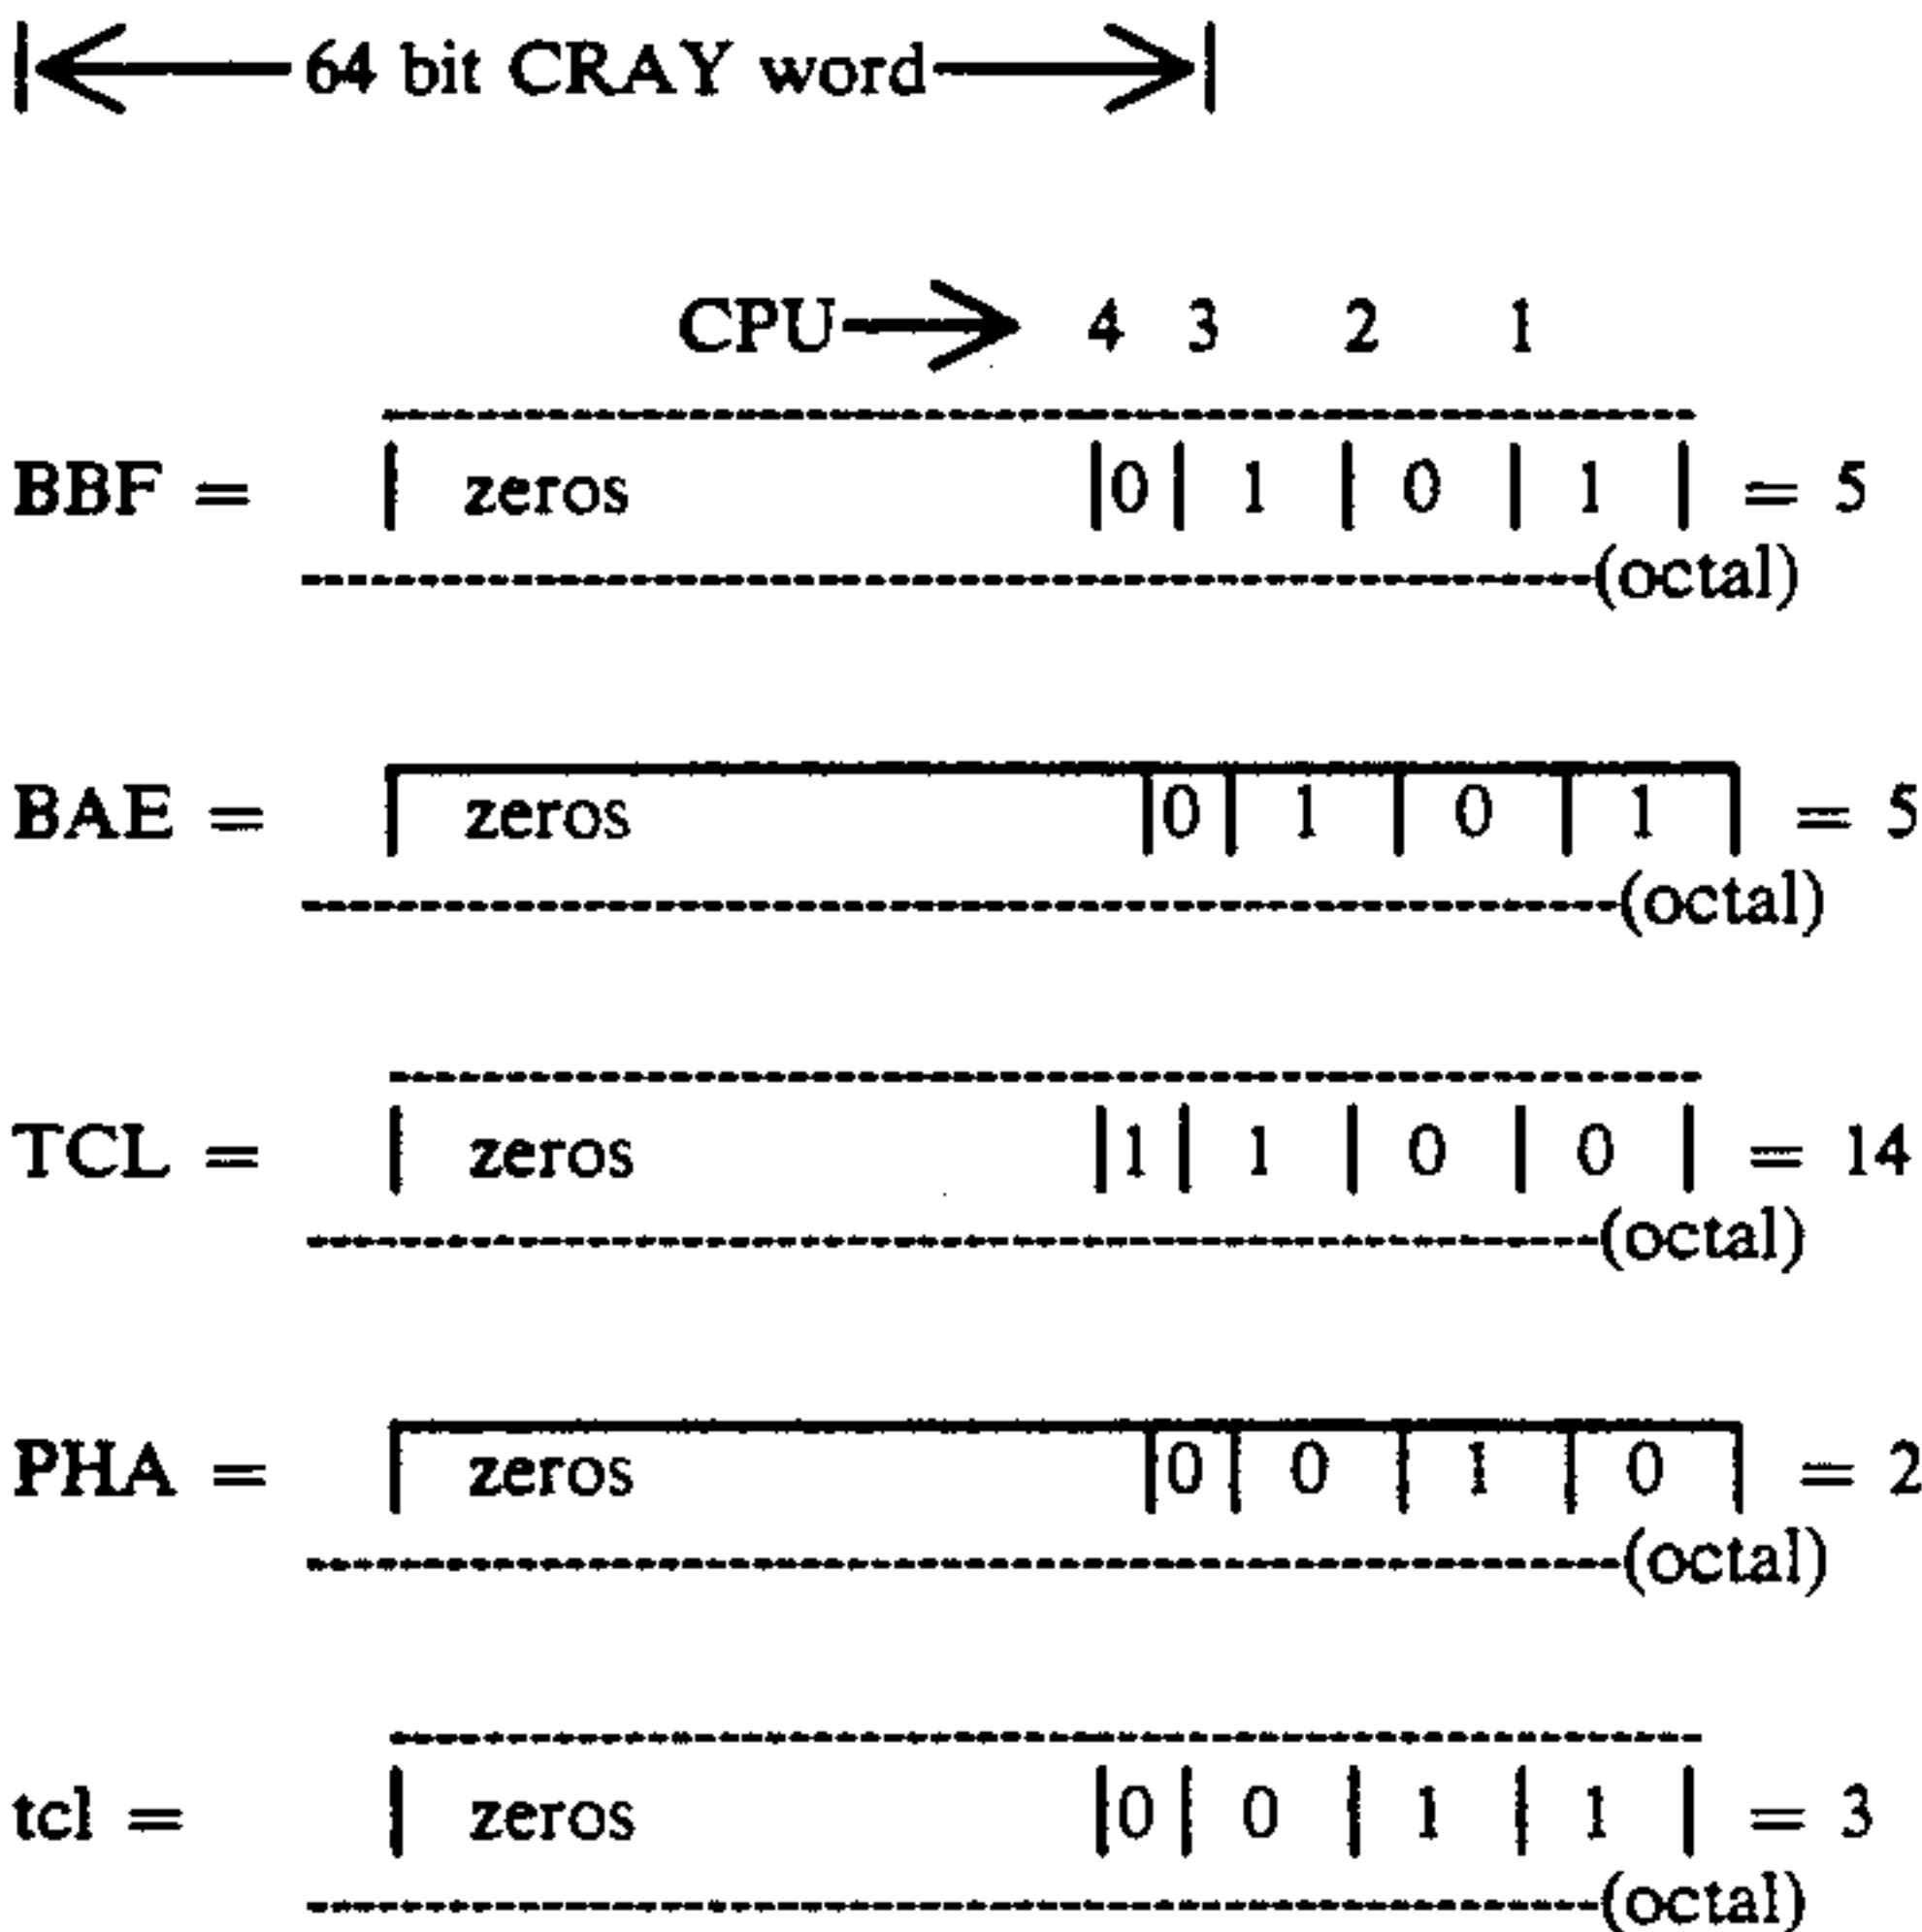 |<——64 bit CRAY word——>|
CPU——> 4 3 2 1
BBF = | zeros |0| 1 | 0 | 1 | = 5
(octal)
BAE = | zeros |0| 1 | 0 | 1 | = 5
(octal)
TCL = | zeros |1| 1 | 0 | 0 | = 14
(octal)
PHA = | zeros |0| 0 | 1 | 0 | = 2
(octal)
tcl = | zeros |0| 0 | 1 | 1 | = 3
(octal)